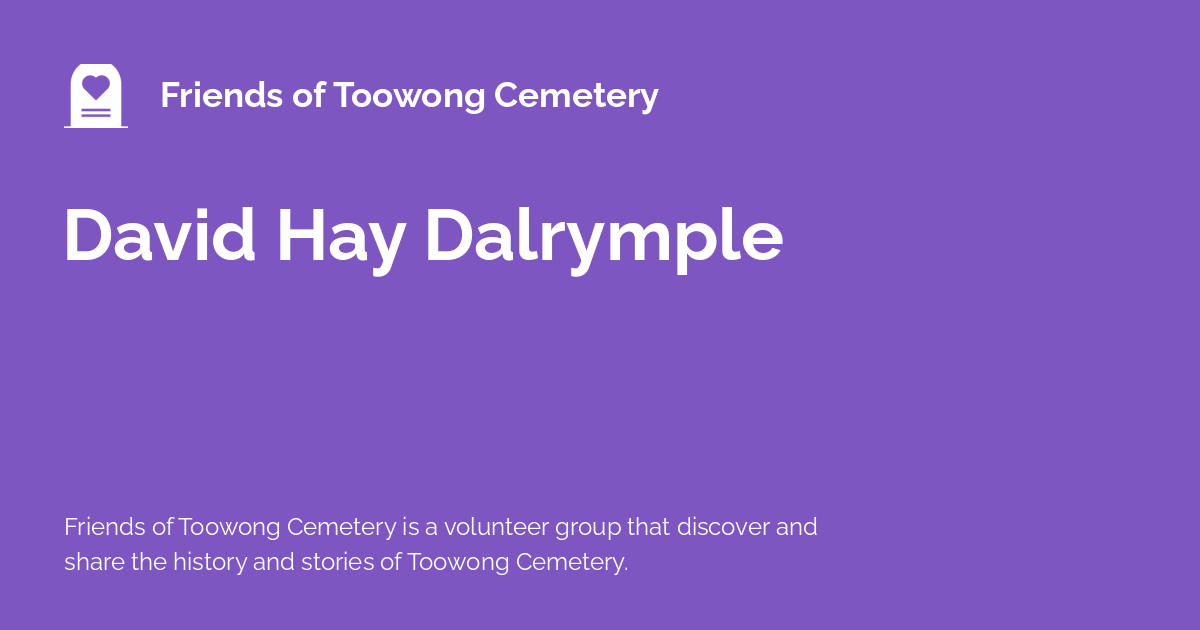 Friends of Toowong Cemetery
David Hay Dalrymple
Friends of Toowong Cemetery is a volunteer group that discover and
share the history and stories of Toowong Cemetery.